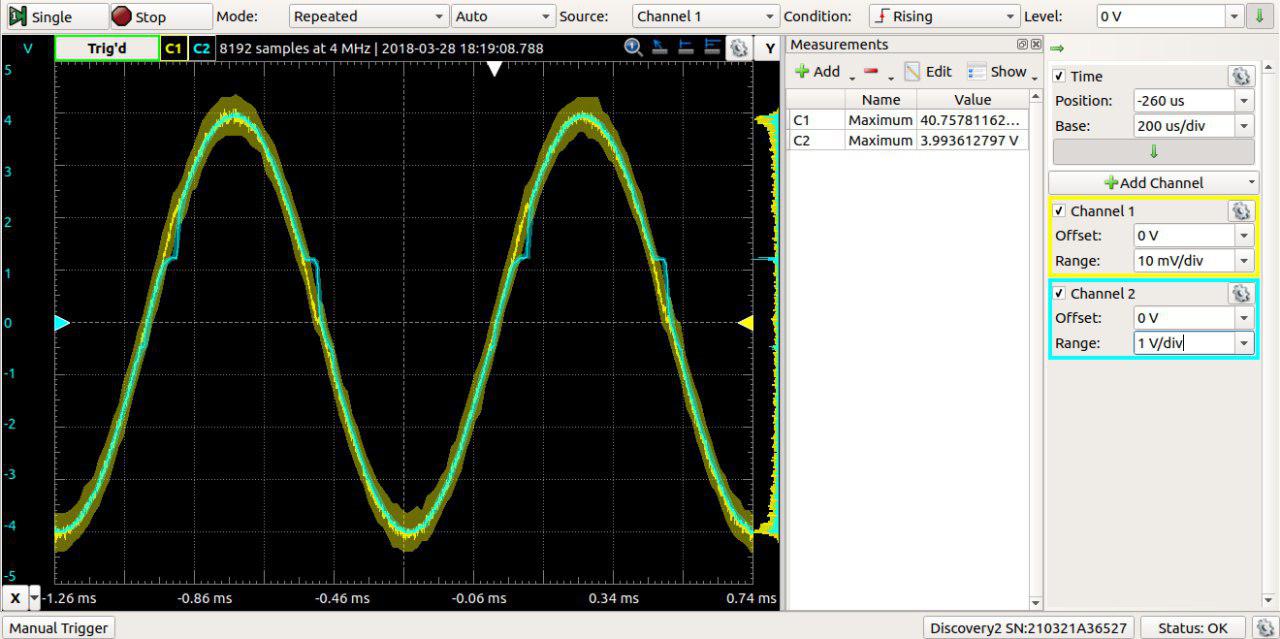 Single Stop Mode: Repeated Auto Source: Channel 1 Condition: Rising Level: 0 V
V Trig'd C1 C2 8192 samples at 4 MHz | 2018-03-28 18:19:08.788 Y
5
4
3
2
1
0
-1
-2
-3
-4
-5
X -1.26 ms -0.86 ms -0.46 ms -0.06 ms 0.34 ms 0.74 ms
Measurements
Add Edit Show
Name Value
C1 Maximum 40.75781162...
C2 Maximum 3.993612797 V
Time
Position: -260 us
Base: 200 us/div
Add Channel
Channel 1
Offset: 0 V
Range: 10 mV/div
Channel 2
Offset: 0 V
Range: 1 V/div
Manual Trigger Discovery2 SN:210321A36527 Status: OK